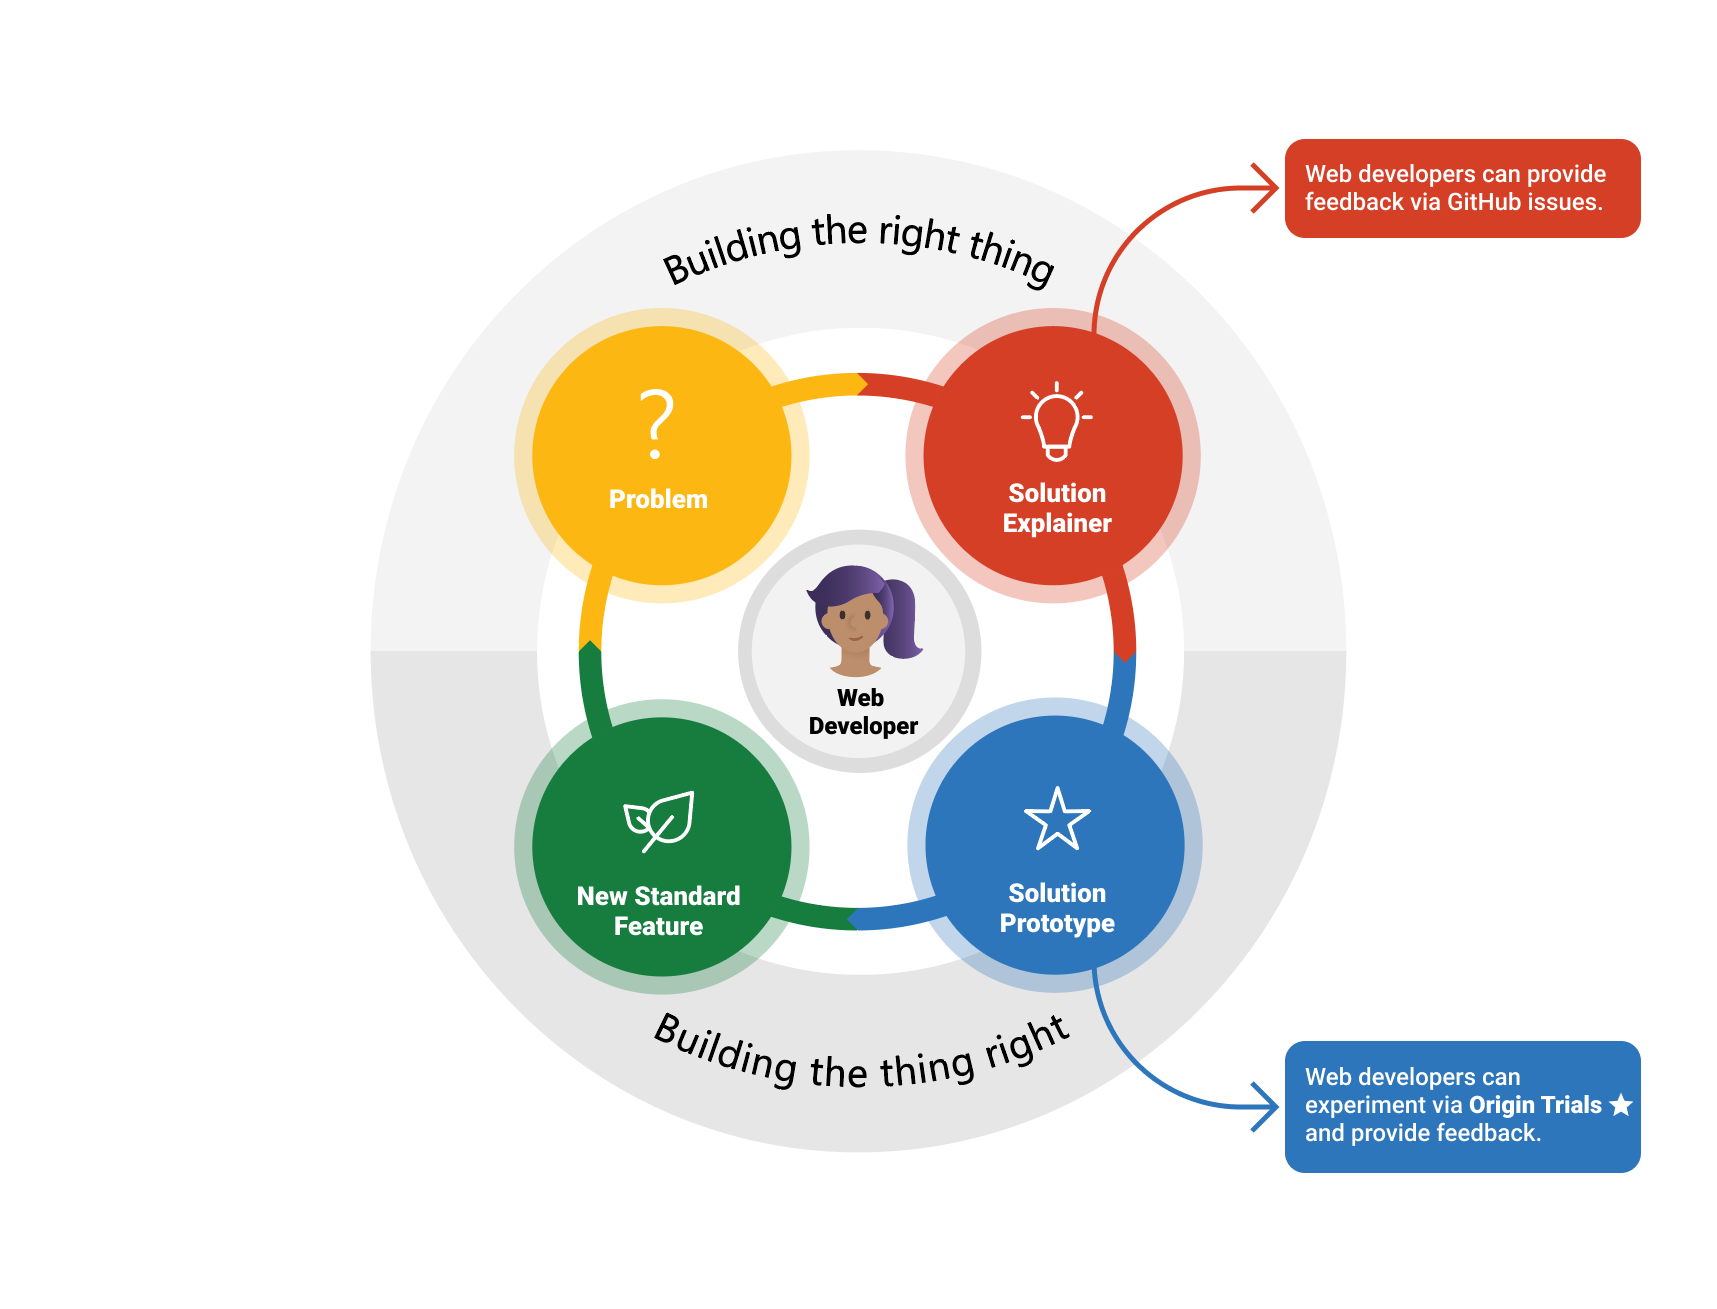 Building the right thing
Web developers can provide
feedback via GitHub issues.
?
Problem
Solution
Explainer
Web
Developer
New Standard
Feature
Solution
Prototype
Building the thing right
Web developers can
experiment via Origin Trials ★
and provide feedback.